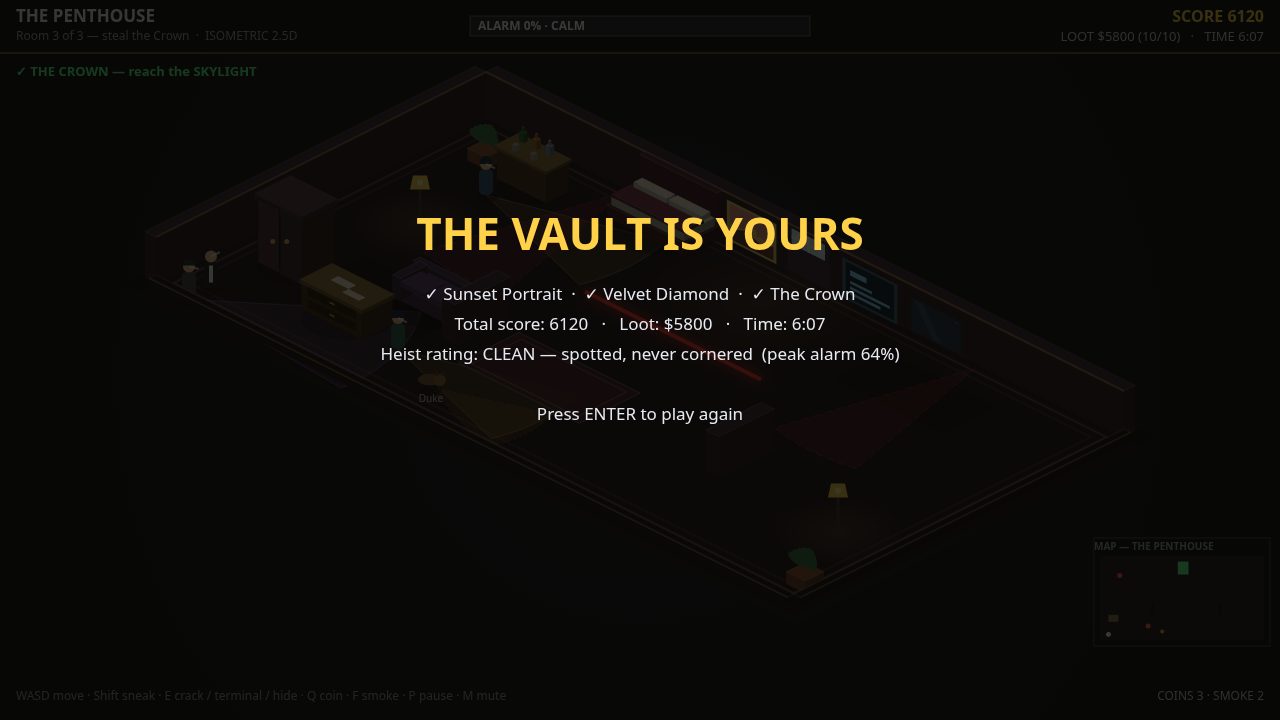 THE PENTHOUSE
Room 3 of 3 — steal the Crown · ISOMETRIC 2.5D
ALARM 0% · CALM
SCORE 6120
LOOT $5800 (10/10) · TIME 6:07
✓ THE CROWN — reach the SKYLIGHT
THE VAULT IS YOURS
✓ Sunset Portrait · ✓ Velvet Diamond · ✓ The Crown
Total score: 6120 · Loot: $5800 · Time: 6:07
Heist rating: CLEAN — spotted, never cornered (peak alarm 64%)
Duke
Press ENTER to play again
MAP — THE PENTHOUSE
WASD move · Shift sneak · E crack / terminal / hide · Q coin · F smoke · P pause · M mute
COINS 3 · SMOKE 2